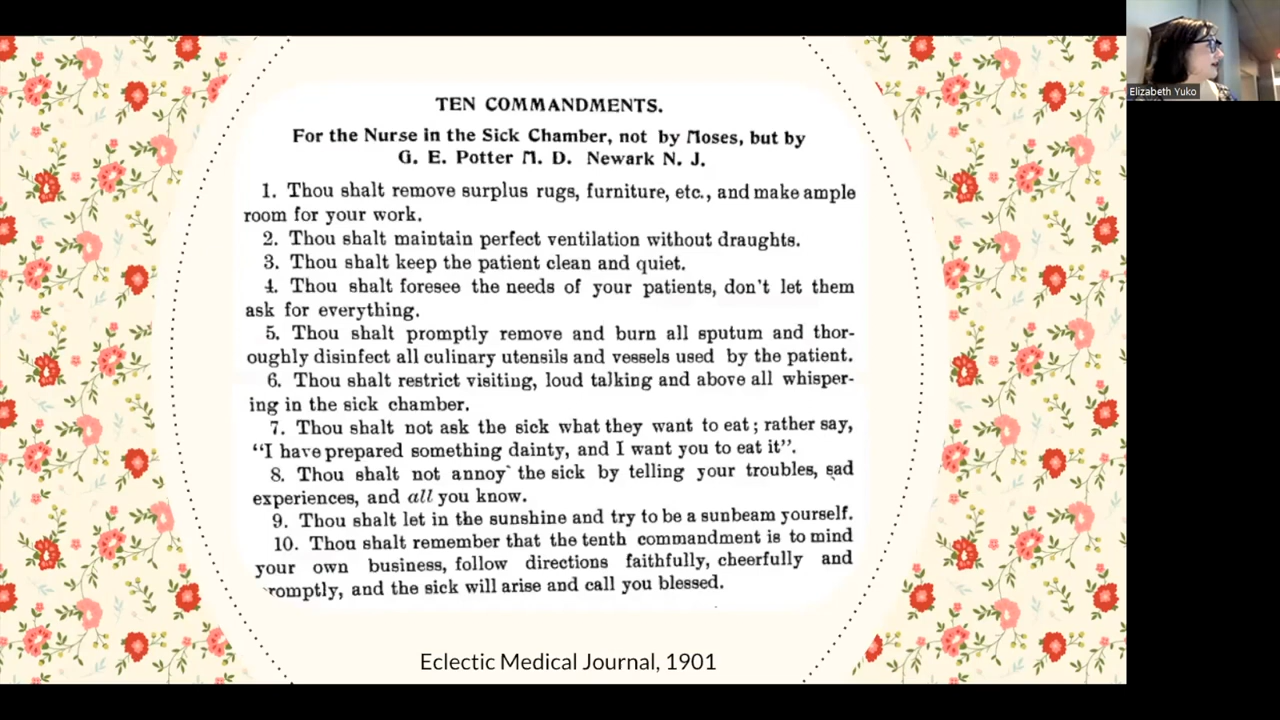 TEN COMMANDMENTS.
For the Nurse in the Sick Chamber, not by Moses, but by
G. E. Potter M. D. Newark N. J.
1. Thou shalt remove surplus rugs, furniture, etc., and make ample
room for your work.
2. Thou shalt maintain perfect ventilation without draughts.
3. Thou shalt keep the patient clean and quiet.
4. Thou shalt foresee the needs of your patients, don't let them
ask for everything.
5. Thou shalt promptly remove and burn all sputum and thor-
oughly disinfect all culinary utensils and vessels used by the patient.
6. Thou shalt restrict visiting, loud talking and above all whisper-
ing in the sick chamber.
7. Thou shalt not ask the sick what they want to eat; rather say,
“I have prepared something dainty, and I want you to eat it”.
8. Thou shalt not annoy the sick by telling your troubles, sad
experiences, and all you know.
9. Thou shalt let in the sunshine and try to be a sunbeam yourself.
10. Thou shalt remember that the tenth commandment is to mind
your own business, follow directions faithfully, cheerfully and
romptly, and the sick will arise and call you blessed.
Eclectic Medical Journal, 1901
Elizabeth Yuko